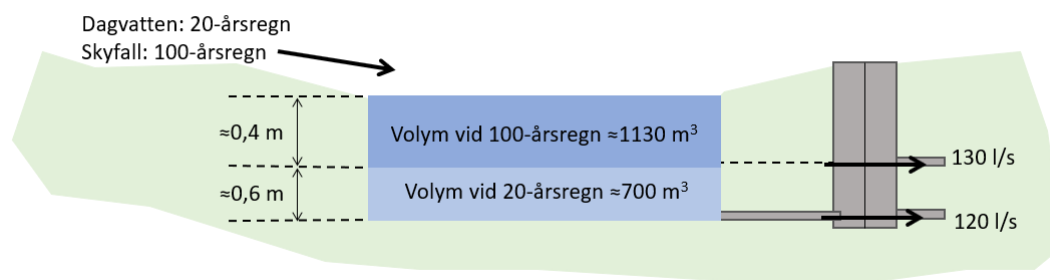 Dagvatten: 20-årsregn
Skyfall: 100-årsregn
≈0,4 m
Volym vid 100-årsregn ≈1130 m³
130 l/s
≈0,6 m
Volym vid 20-årsregn ≈700 m³
120 l/s